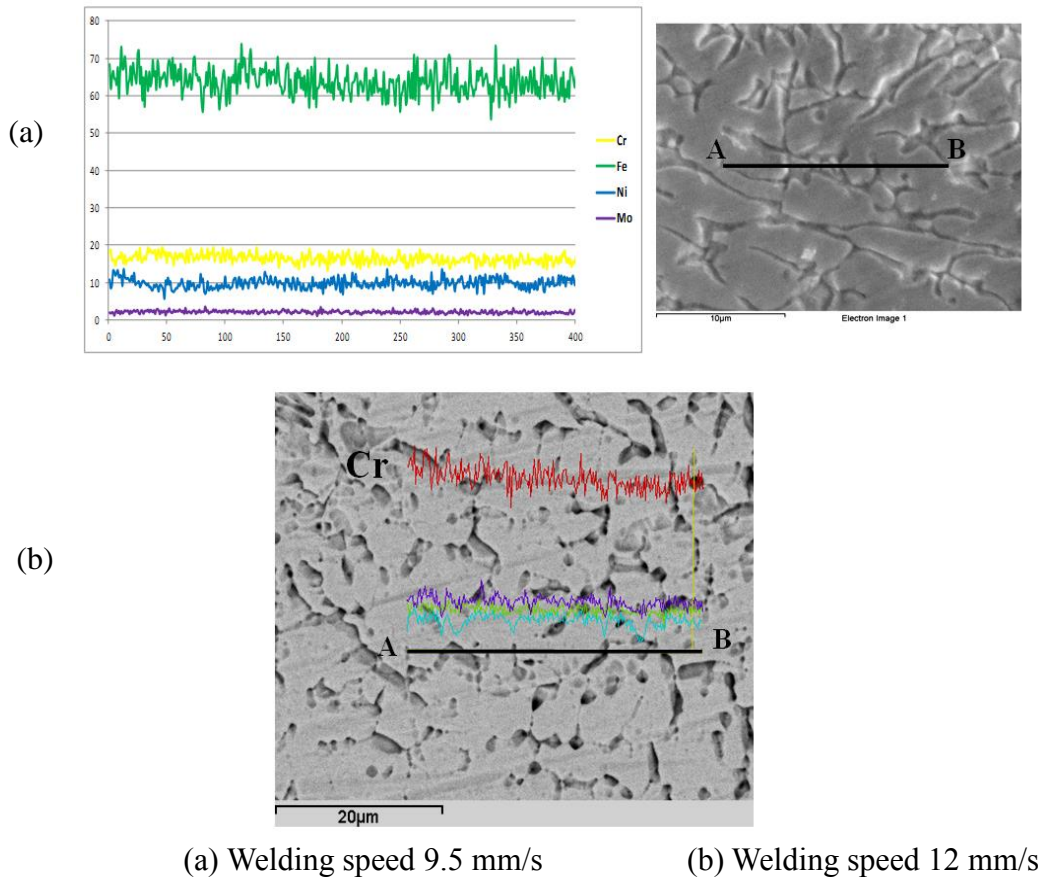 (a)
80
70
60
50
40
30
20
10
0
0 50 100 150 200 250 300 350 400
Cr
Fe
Ni
Mo
A B
10μm Electron Image 1
(b)
Cr
A B
20μm
(a) Welding speed 9.5 mm/s (b) Welding speed 12 mm/s